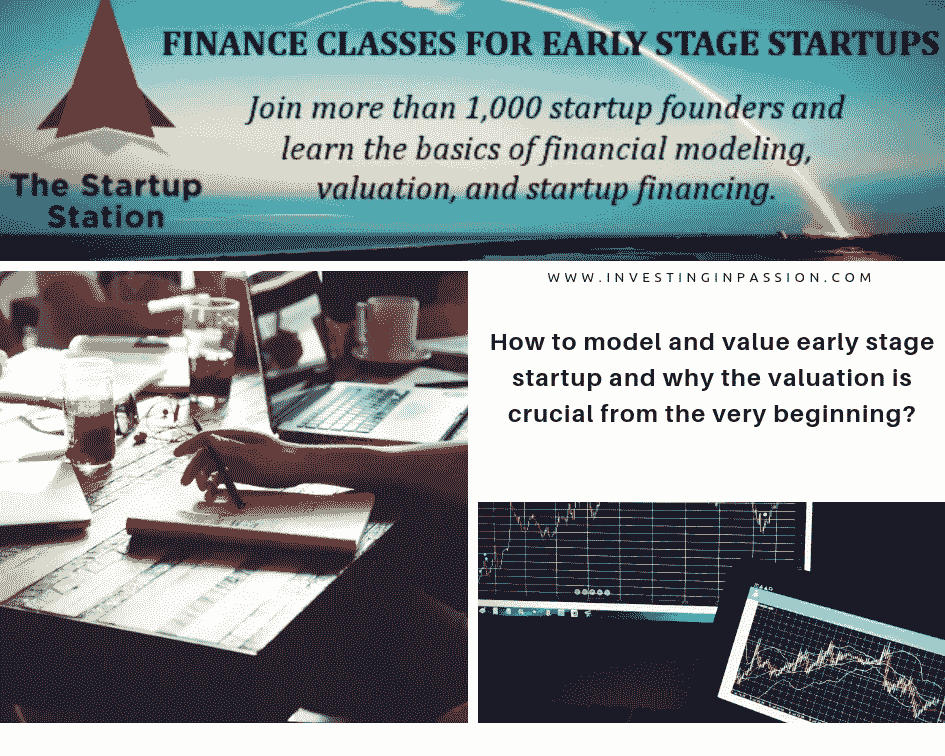 FINANCE CLASSES FOR EARLY STAGE STARTUPS
Join more than 1,000 startup founders and
learn the basics of financial modeling,
valuation, and startup financing.
The Startup
Station
WWW.INVESTINGINPASSION.COM
How to model and value early stage
startup and why the valuation is
crucial from the very beginning?